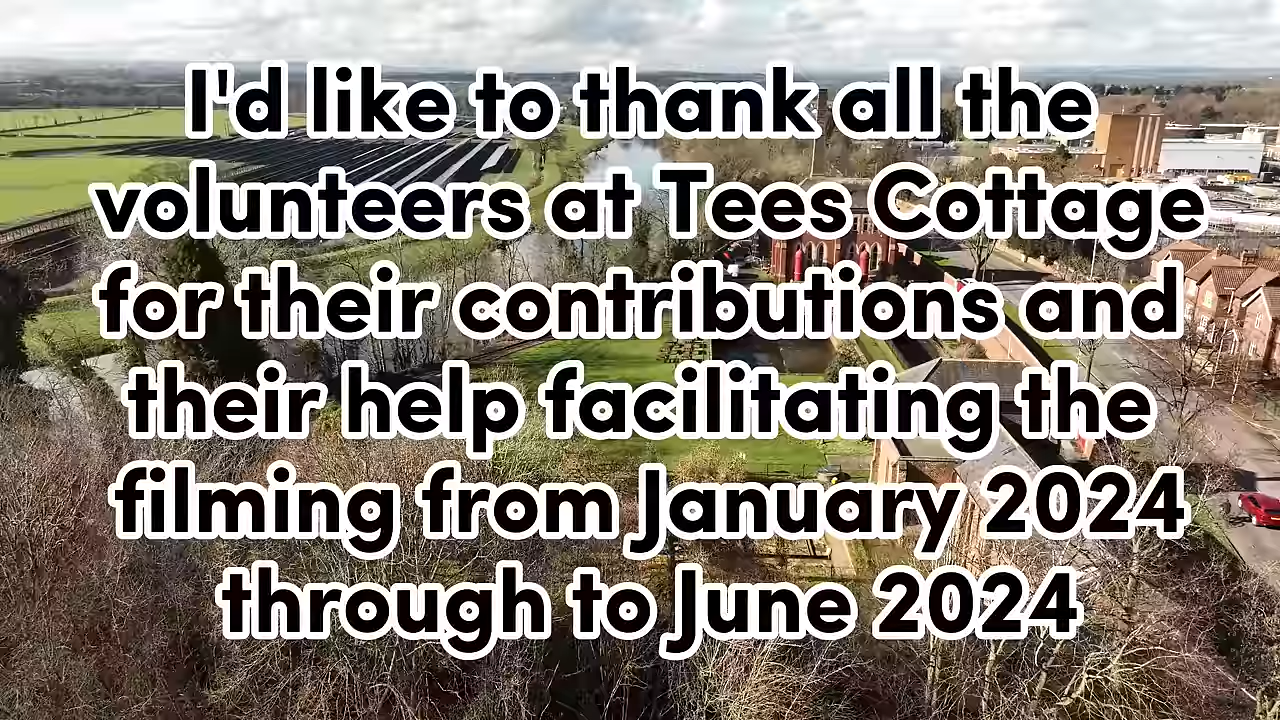 I'd like to thank all the
volunteers at Tees Cottage
for their contributions and
their help facilitating the
filming from January 2024
through to June 2024